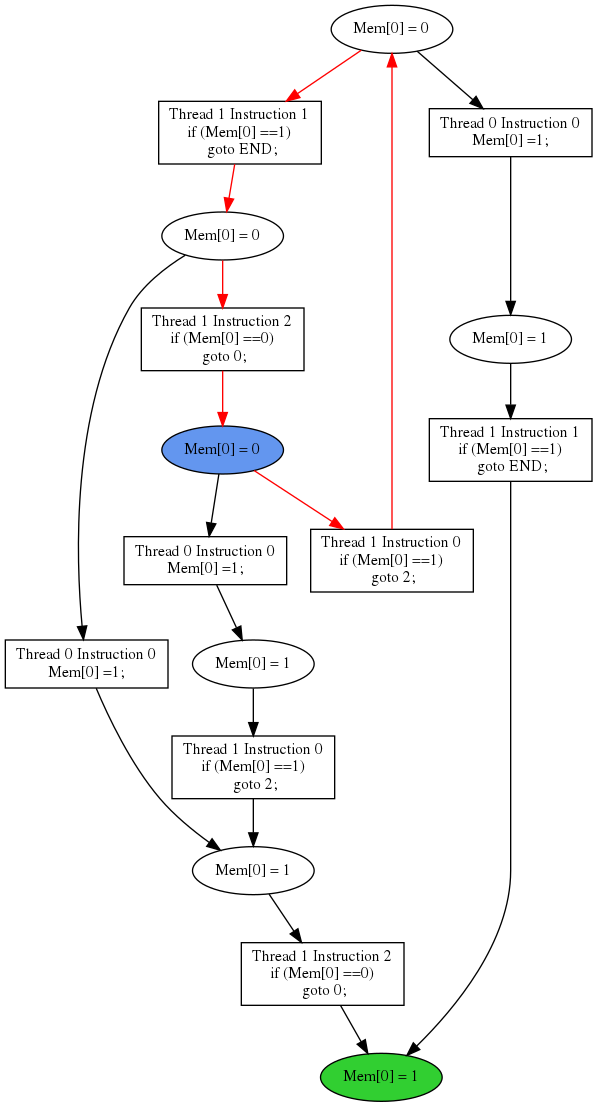 Mem[0] = 0
Thread 1 Instruction 1
if (Mem[0] ==1)
goto END;
Thread 0 Instruction 0
Mem[0] =1;
Mem[0] = 0
Thread 1 Instruction 2
if (Mem[0] ==0)
goto 0;
Mem[0] = 1
Mem[0] = 0
Thread 1 Instruction 1
if (Mem[0] ==1)
goto END;
Thread 0 Instruction 0
Mem[0] =1;
Thread 1 Instruction 0
if (Mem[0] ==1)
goto 2;
Thread 0 Instruction 0
Mem[0] =1;
Mem[0] = 1
Thread 1 Instruction 0
if (Mem[0] ==1)
goto 2;
Mem[0] = 1
Thread 1 Instruction 2
if (Mem[0] ==0)
goto 0;
Mem[0] = 1